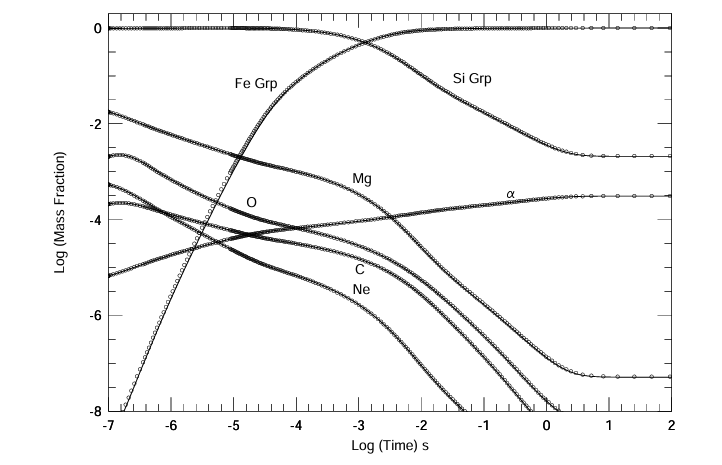 0
Fe Grp
Si Grp
-2
Mg
α
O
-4
Log (Mass Fraction)
C
Ne
-6
-8
-7 -6 -5 -4 -3 -2 -1 0 1 2
Log (Time) s